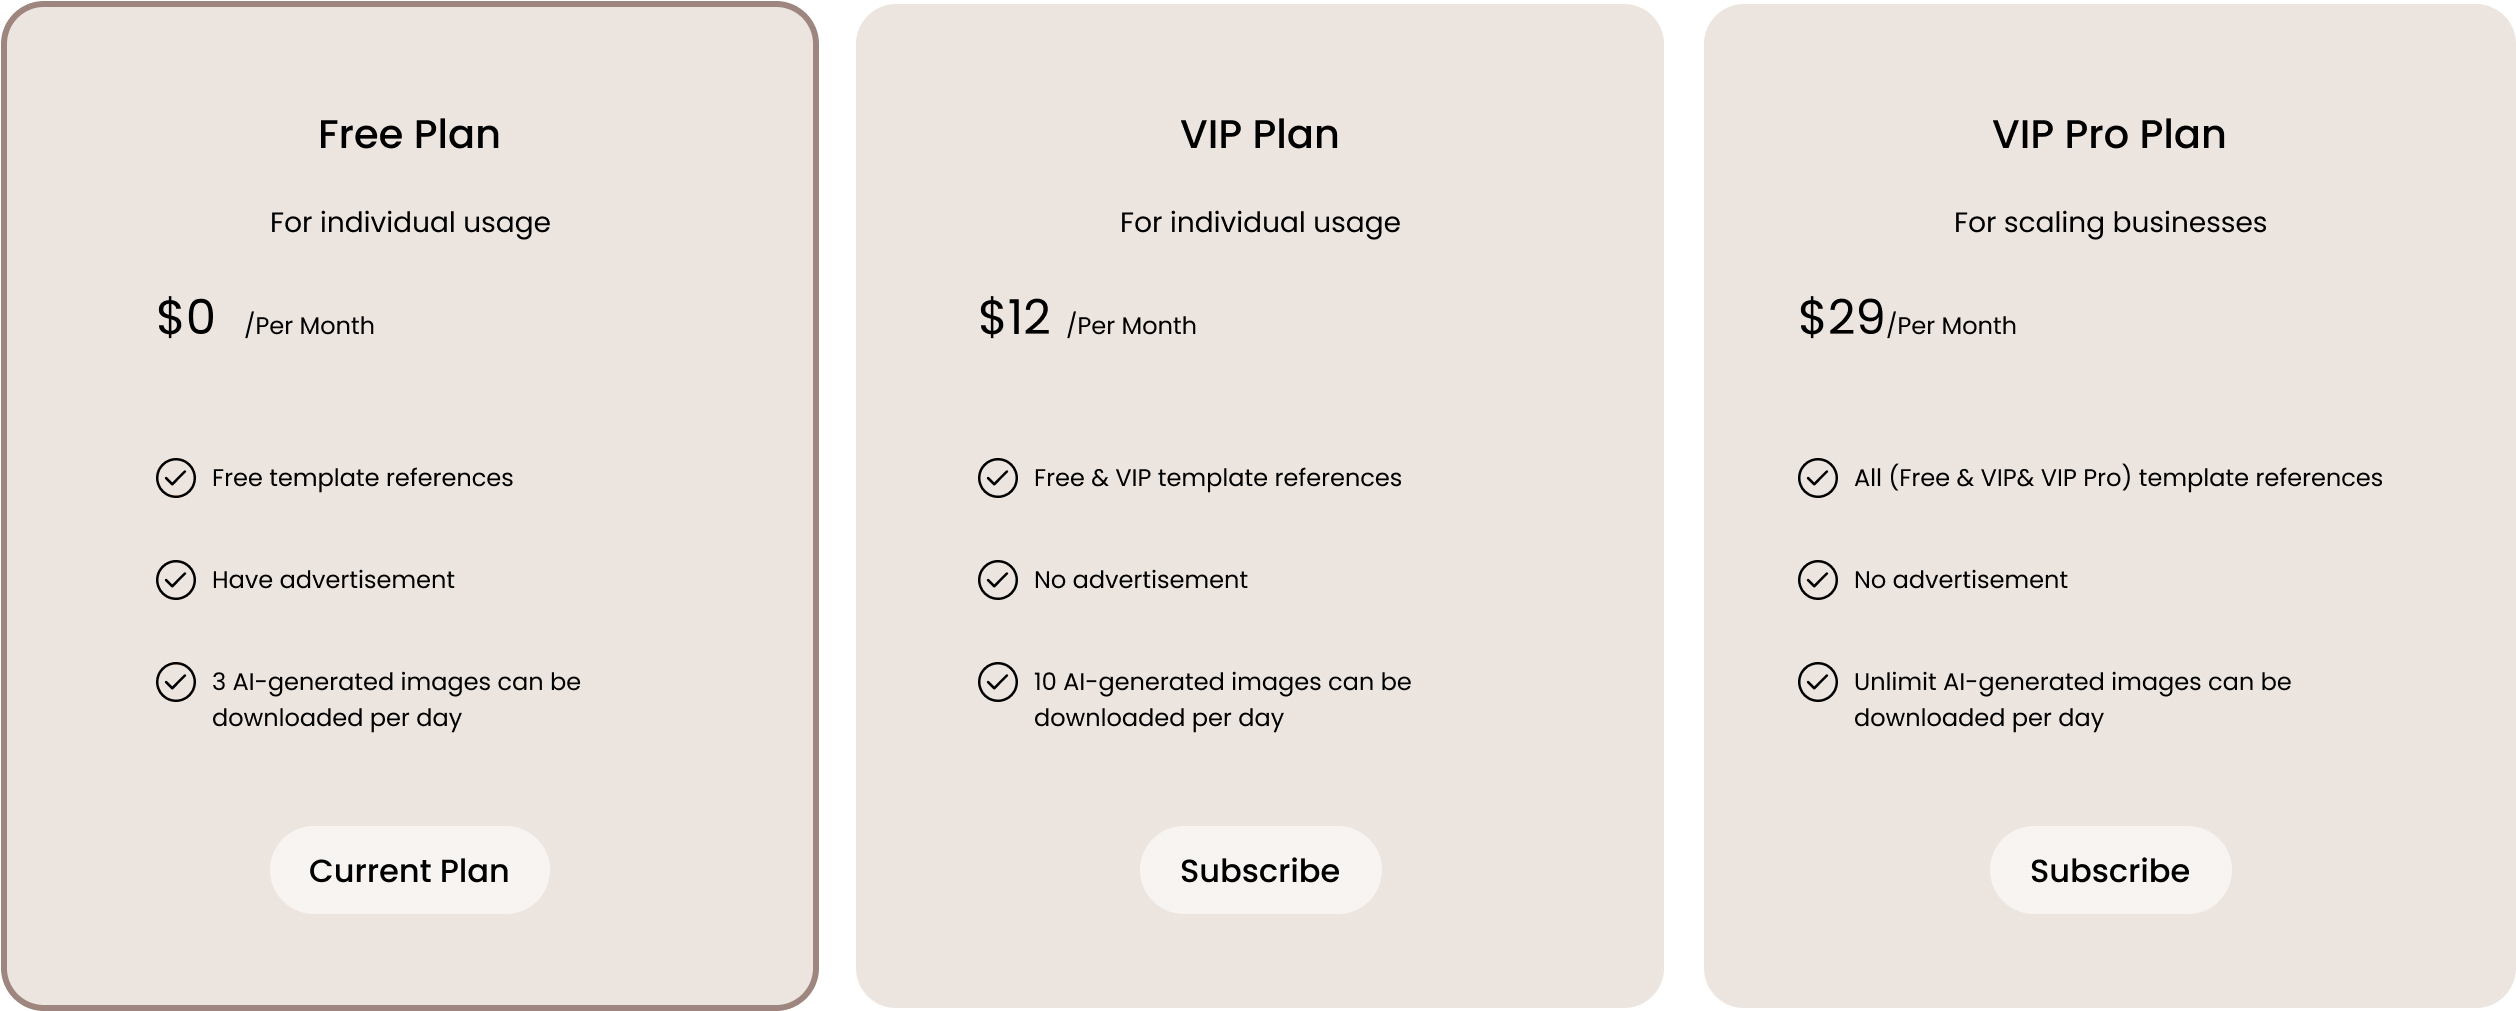 Free Plan
For individual usage
$0 /Per Month
Free template references
Have advertisement
3 AI-generated images can be
downloaded per day
Current Plan
VIP Plan
For individual usage
$12 /Per Month
Free & VIP template references
No advertisement
10 AI-generated images can be
downloaded per day
Subscribe
VIP Pro Plan
For scaling businesses
$29/Per Month
All (Free & VIP& VIP Pro) template references
No advertisement
Unlimit AI-generated images can be
downloaded per day
Subscribe